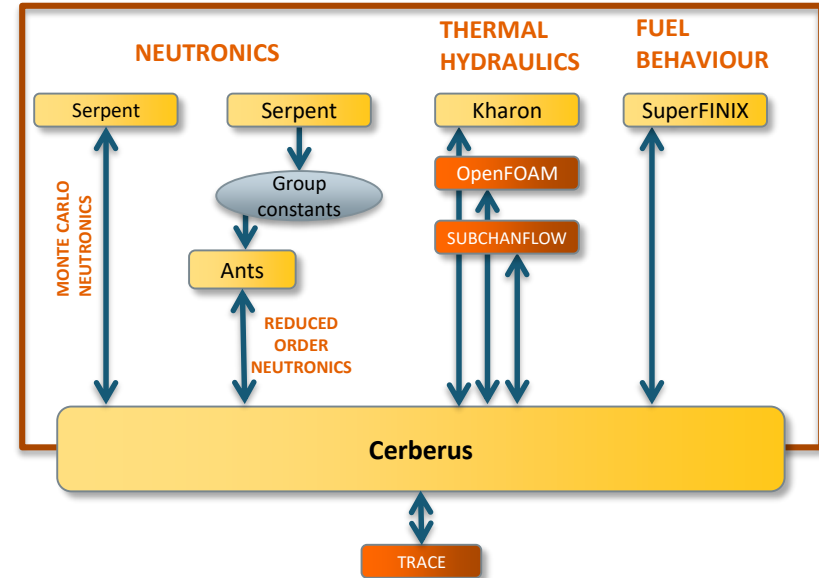 NEUTRONICS
THERMAL
HYDRAULICS
FUEL
BEHAVIOUR
Serpent
Serpent
Kharon
SuperFINIX
OpenFOAM
Group
constants
SUBCHANFLOW
MONTE CARLO
NEUTRONICS
Ants
REDUCED
ORDER
NEUTRONICS
Cerberus
TRACE